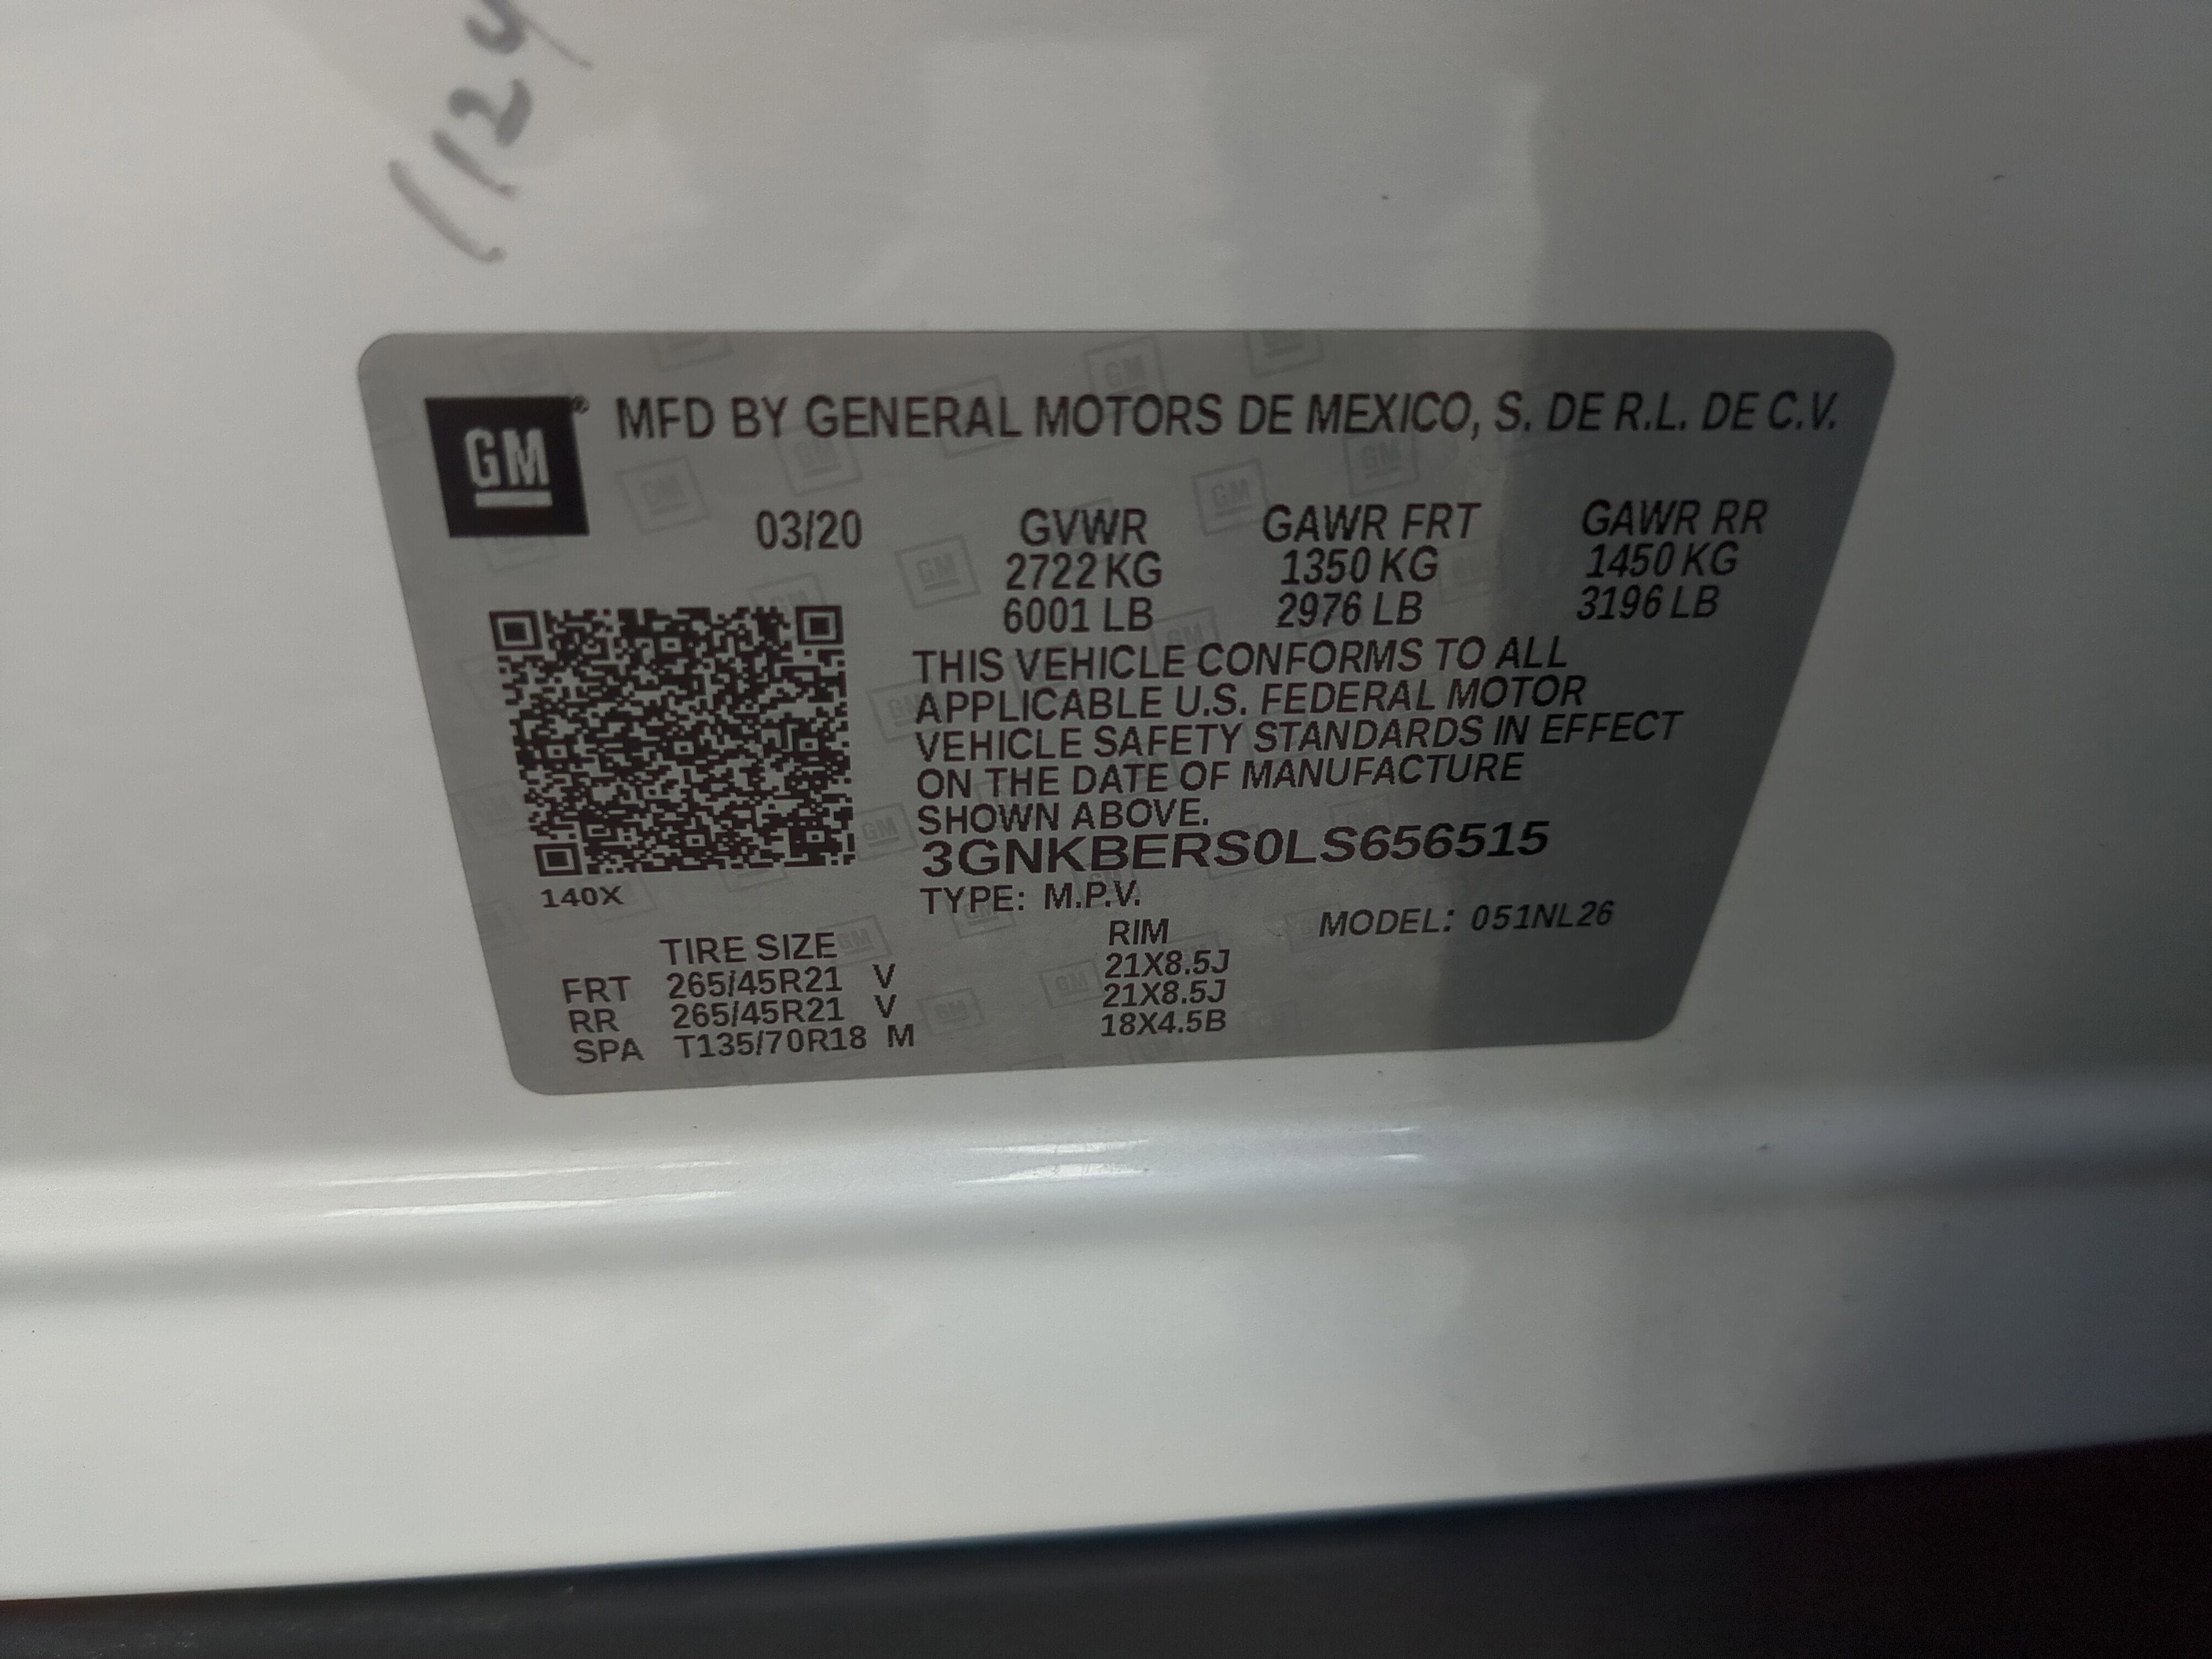 1124
GM® MFD BY GENERAL MOTORS DE MEXICO, S. DE R.L. DE C.V.
03/20 GVWR GAWR FRT GAWR RR
2722 KG 1350 KG 1450 KG
6001 LB 2976 LB 3196 LB
THIS VEHICLE CONFORMS TO ALL
APPLICABLE U.S. FEDERAL MOTOR
VEHICLE SAFETY STANDARDS IN EFFECT
ON THE DATE OF MANUFACTURE
SHOWN ABOVE.
3GNKBERS0LS656515
140X
TYPE: M.P.V.
MODEL: 051NL26
TIRE SIZE RIM
FRT 265/45R21 V 21X8.5J
RR 265/45R21 V 21X8.5J
SPA T135/70R18 M 18X4.5B